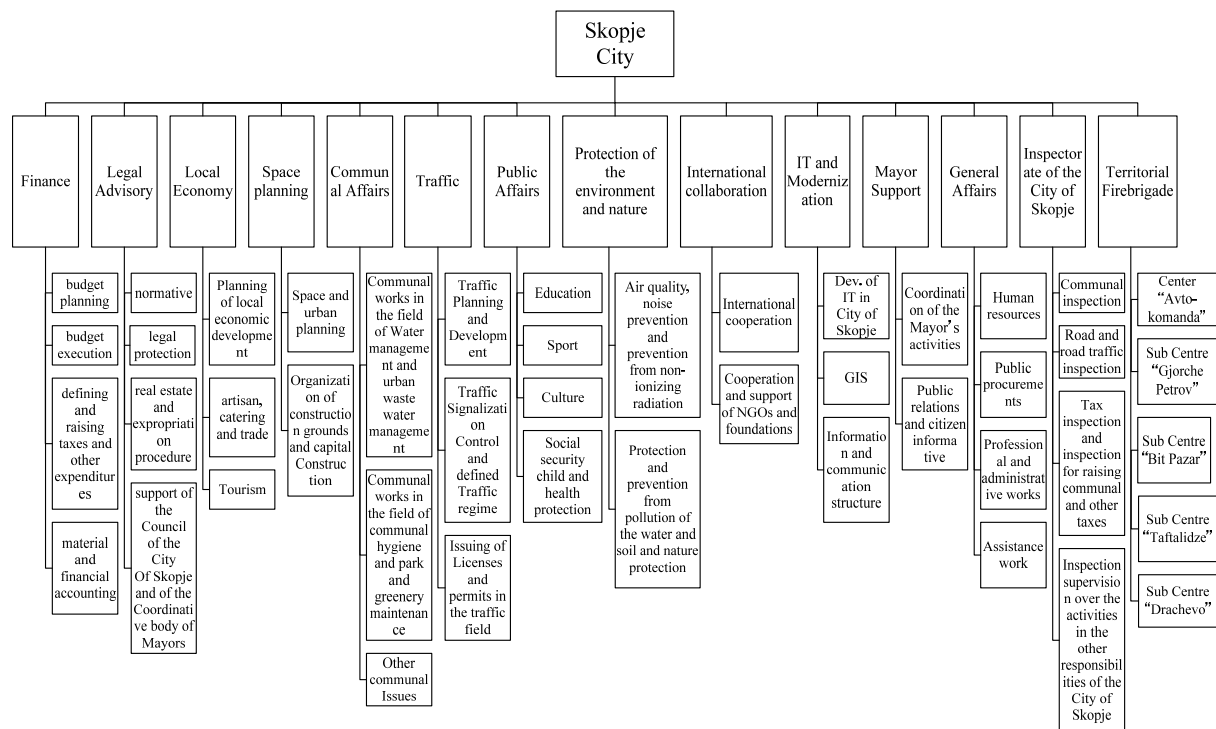 Skopje
City
Finance
Legal
Advisory
Local
Economy
Space
planning
Commun
al Affairs
Traffic
Public
Affairs
Protection of
the
environment
and nature
International
collaboration
IT and
Moderniz
ation
Mayor
Support
General
Affairs
Inspector
ate of the
City of
Skopje
Territorial
Firebrigade
budget
planning
budget
execution
defining
and
raising
taxes and
other
expenditur
es
material
and
financial
accounting
normative
legal
protection
real estate
and
expropriati
on
procedure
support of
the
Council
of the
City
Of Skopje
and of the
Coordinati
ve body of
Mayors
Planning
of local
economic
developme
nt
artisan,
catering
and trade
Tourism
Space and
urban
planning
Organizati
on of
constructio
n grounds
and capital
Construc
tion
Communal
works in
the field
of Water
managem
ent and
urban
waste
water
manageme
nt
Communal
works in
the field of
communal
hygiene
and park
and
greenery
maintenan
ce
Other
communal
Issues
Traffic
Planning
and
Developm
ent
Traffic
Signalizati
on
Control
and
defined
Traffic
regime
Issuing of
Licenses
and
permits in
the traffic
field
Education
Sport
Culture
Social
security
child and
health
protection
Air quality,
noise
prevention
and
prevention
from non-
ionizing
radiation
Protection
and
prevention
from
pollution of
the water and
soil and nature
protection
International
cooperation
Cooperation
and support
of NGOs and
foundations
Dev. of
IT in
City of
Skopje
GIS
Informatio
n and
communic
ation
structure
Coordinati
on of the
Mayor's
activities
Public
relations
and citizen
informa
tive
Human
resources
Public
procureme
nts
Profession
al and
administra
tive works
Assistance
work
Communal
inspection
Road and
road traffic
inspection
Tax
inspection
and
inspection
for raising
communal
and other
taxes
Inspection
supervisio
n over the
activities
in the
other
responsibil
ities of the
City of
Skopje
Center
“Avto-
komanda”
Sub Centre
“Gjorche
Petrov”
Sub Centre
“Bit Pazar”
Sub Centre
“Taftalidze”
Sub Centre
“Drachevo”